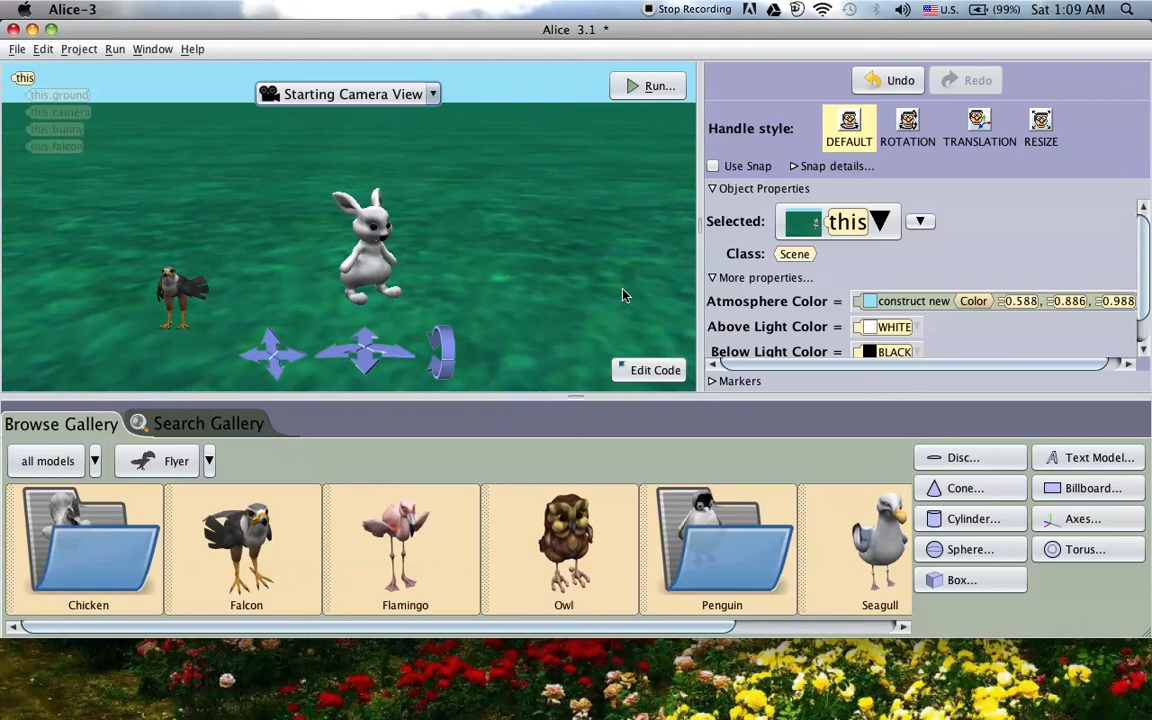 Alice-3 Stop Recording U.S. (99%) Sat 1:09 AM
Alice 3.1 *
File Edit Project Run Window Help
this
this.ground
this.camera
this.bunny
this.falcon
Starting Camera View
Run...
Edit Code
Undo Redo
Handle style: DEFAULT ROTATION TRANSLATION RESIZE
Use Snap Snap details...
Object Properties
Selected: this
Class: Scene
More properties...
Atmosphere Color = construct new Color 0.588, 0.886, 0.988
Above Light Color = WHITE
Below Light Color = BLACK
Markers
Browse Gallery Search Gallery
all models Flyer
Chicken Falcon Flamingo Owl Penguin Seagull
Disc... Text Model...
Cone... Billboard...
Cylinder... Axes...
Sphere... Torus...
Box...